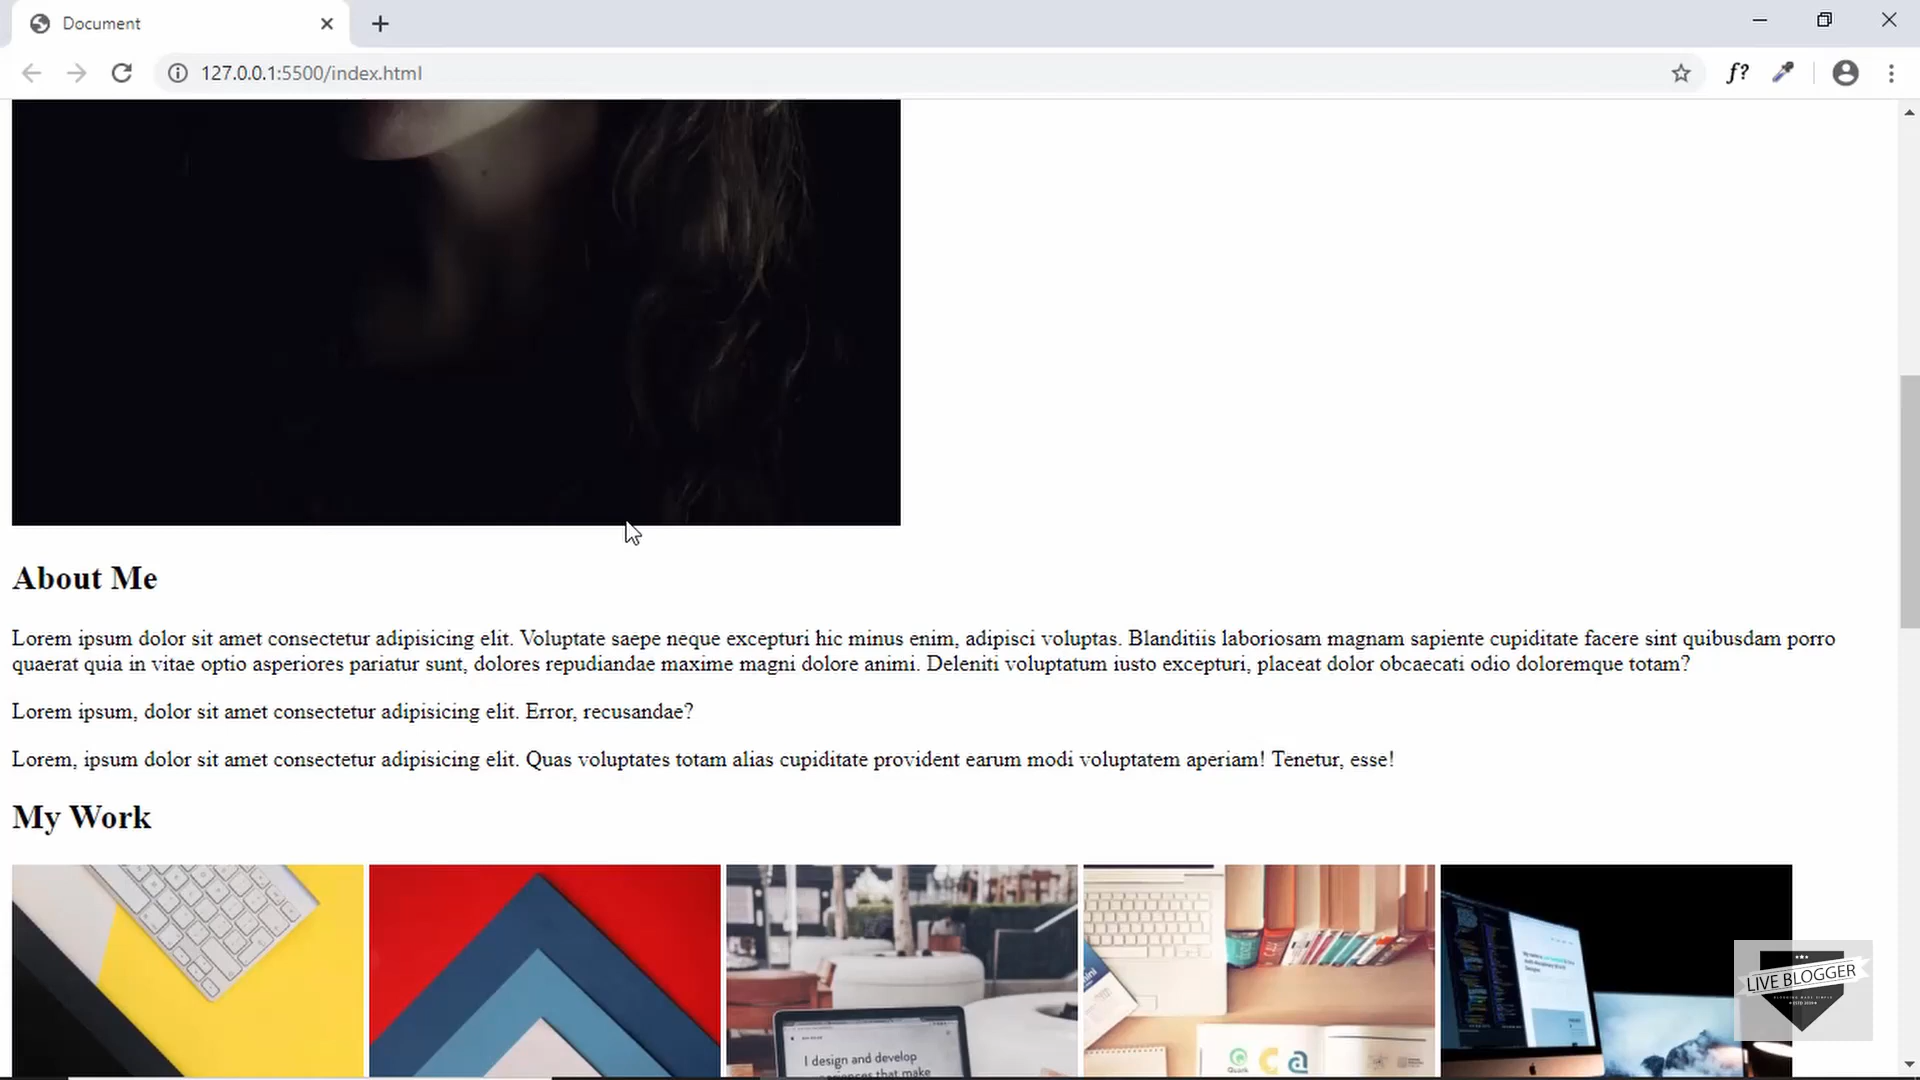 Document
127.0.0.1:5500/index.html
f?
About Me
Lorem ipsum dolor sit amet consectetur adipisicing elit. Voluptate saepe neque excepturi hic minus enim, adipisci voluptas. Blanditiis laboriosam magnam sapiente cupiditate facere sint quibusdam porro
quaerat quia in vitae optio asperiores pariatur sunt, dolores repudiandae maxime magni dolore animi. Deleniti voluptatum iusto excepturi, placeat dolor obcaecati odio doloremque totam?
Lorem ipsum, dolor sit amet consectetur adipisicing elit. Error, recusandae?
Lorem, ipsum dolor sit amet consectetur adipisicing elit. Quas voluptates totam alias cupiditate provident earum modi voluptatem aperiam! Tenetur, esse!
My Work
I design and develop
experiences that make
Quark
C
a
LIVE BLOGGER